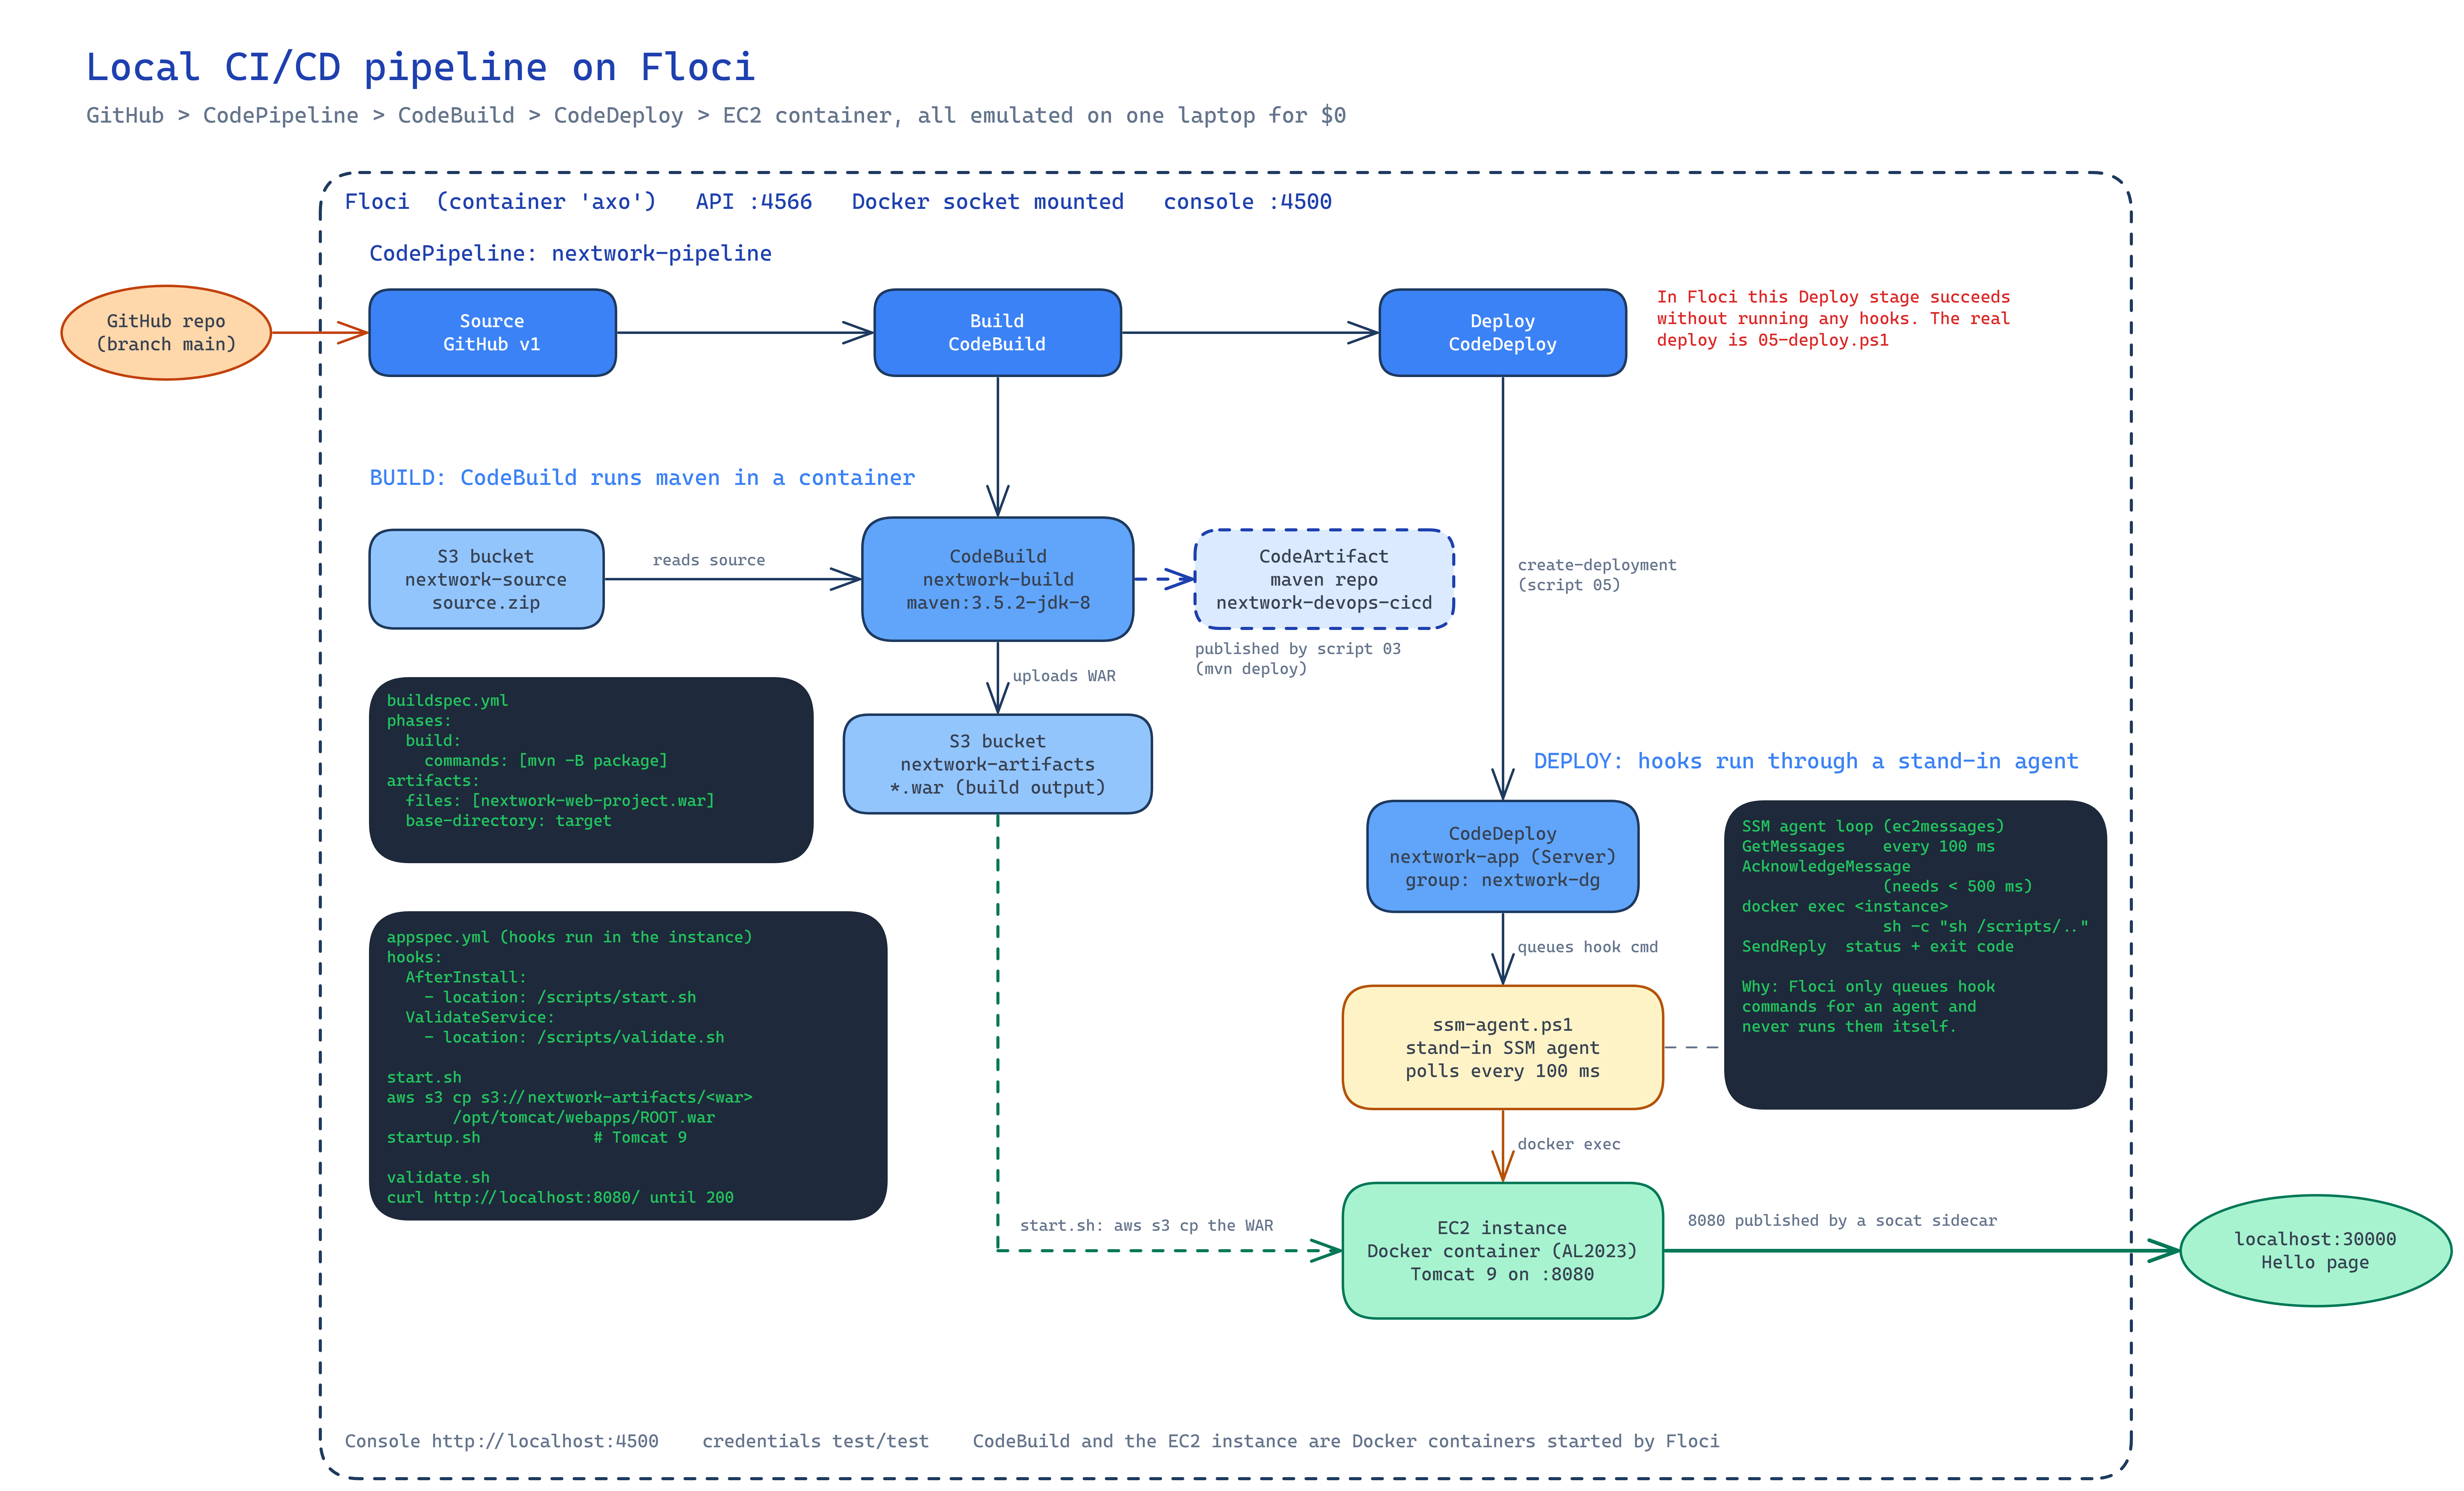 Local CI/CD pipeline on Floci
GitHub > CodePipeline > CodeBuild > CodeDeploy > EC2 container, all emulated on one laptop for $0
Floci  (container 'axo')   API :4566   Docker socket mounted   console :4500
CodePipeline: nextwork-pipeline
GitHub repo
(branch main)
Source
GitHub v1
Build
CodeBuild
Deploy
CodeDeploy
In Floci this Deploy stage succeeds
without running any hooks. The real
deploy is 05-deploy.ps1
BUILD: CodeBuild runs maven in a container
S3 bucket
nextwork-source
source.zip
reads source
CodeBuild
nextwork-build
maven:3.5.2-jdk-8
CodeArtifact
maven repo
nextwork-devops-cicd
published by script 03
(mvn deploy)
create-deployment
(script 05)
uploads WAR
buildspec.yml
phases:
  build:
    commands: [mvn -B package]
artifacts:
  files: [nextwork-web-project.war]
  base-directory: target
S3 bucket
nextwork-artifacts
*.war (build output)
DEPLOY: hooks run through a stand-in agent
CodeDeploy
nextwork-app (Server)
group: nextwork-dg
SSM agent loop (ec2messages)
GetMessages    every 100 ms
AcknowledgeMessage
               (needs < 500 ms)
docker exec <instance>
               sh -c "sh /scripts/.."
SendReply  status + exit code
Why: Floci only queues hook
commands for an agent and
never runs them itself.
queues hook cmd
appspec.yml (hooks run in the instance)
hooks:
  AfterInstall:
    - location: /scripts/start.sh
  ValidateService:
    - location: /scripts/validate.sh
start.sh
aws s3 cp s3://nextwork-artifacts/<war>
       /opt/tomcat/webapps/ROOT.war
startup.sh            # Tomcat 9
validate.sh
curl http://localhost:8080/ until 200
ssm-agent.ps1
stand-in SSM agent
polls every 100 ms
docker exec
start.sh: aws s3 cp the WAR
EC2 instance
Docker container (AL2023)
Tomcat 9 on :8080
8080 published by a socat sidecar
localhost:30000
Hello page
Console http://localhost:4500    credentials test/test    CodeBuild and the EC2 instance are Docker containers started by Floci